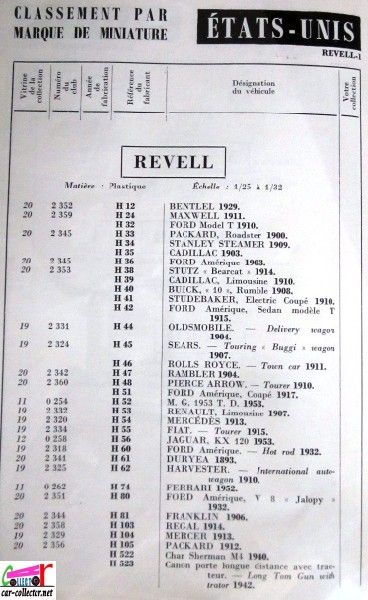 CLASSEMENT PAR
MARQUE DE MINIATURE
ÉTATS-UNIS
REVELL-1
Vitrine de la collection
Numéro du club
Année de fabrication
Référence du fabricant
Désignation du véhicule
Votre collection
REVELL
Matière : Plastique Échelle : 1/25 à 1/32
20 2 352 H 12 BENTLEL 1929.
20 2 359 H 24 MAXWELL 1911.
H 32 FORD Model T 1910.
20 2 345 H 33 PACKARD, Roadster 1900.
H 34 STANLEY STEAMER 1909.
H 35 CADILLAC 1903.
20 2 345 H 36 FORD Amérique 1903.
20 2 353 H 38 STUTZ « Bearcat » 1914.
H 39 CADILLAC, Limousine 1910.
H 40 BUICK, « 10 », Rumble 1908.
H 41 STUDEBAKER, Electric Coupé 1910.
H 42 FORD Amérique, Sedan modèle T
1915.
19 2 331 H 44 OLDSMOBILE. — Delivery wagon
1904.
19 2 324 H 45 SEARS. — Touring « Buggi » wagon
1907.
H 46 ROLLS ROYCE. — Town car 1911.
20 2 342 H 47 RAMBLER 1904.
20 2 360 H 48 PIERCE ARROW. — Tourer 1910.
H 51 FORD Amérique, Coupé 1917.
11 0 254 H 52 M. G. 1953 T. D. 1953.
19 2 332 H 53 RENAULT, Limousine 1907.
19 2 320 H 54 MERCÉDÈS 1913.
19 2 334 H 55 FIAT. — Tourer 1915.
12 0 258 H 56 JAGUAR, KX 120 1953.
19 2 318 H 60 FORD Amérique. — Hot rod 1932.
20 2 341 H 61 DURYEA 1893.
19 2 325 H 62 HARVESTER. — International auto-
wagon 1910.
11 0 262 H 74 FERRARI 1952.
20 2 351 H 80 FORD Amérique, V 8 « Jalopy »
1932.
20 2 344 H 81 FRANKLIN 1906.
20 2 358 H 103 REGAL 1914.
19 2 329 H 104 MERCER 1913.
20 2 356 H 105 PACKARD 1912.
H 522 Char Sherman M4 1940.
H 523 Canon porte longue distance avec trac-
teur. — Long Tom Gun with
trator 1942.
COLLECTOR
car-collector.net